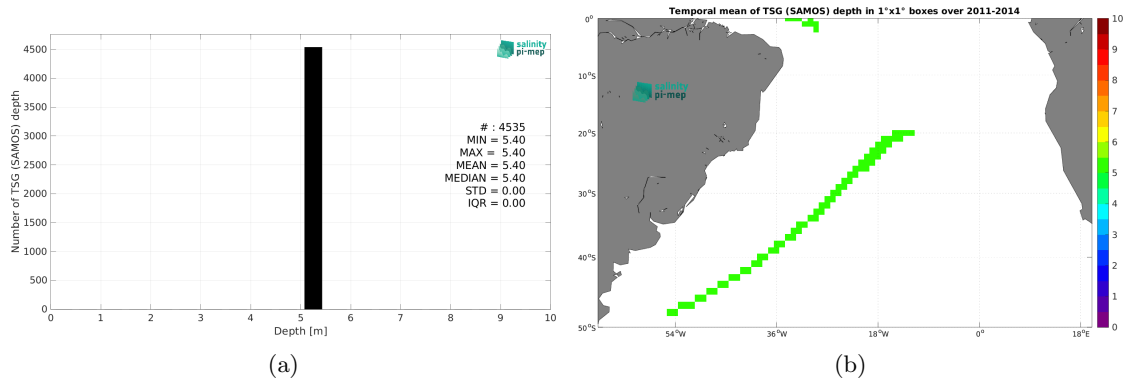 4500
4000
3500
3000
2500
2000
1500
1000
500
0
Number of TSG (SAMOS) depth
salinity
pi-mep
# : 4535
MIN = 5.40
MAX = 5.40
MEAN = 5.40
MEDIAN = 5.40
STD = 0.00
IQR = 0.00
0 1 2 3 4 5 6 7 8 9 10
Depth [m]
(a)
Temporal mean of TSG (SAMOS) depth in 1°x1° boxes over 2011-2014
0°
10°S
20°S
30°S
40°S
50°S
salinity
pi-mep
54°W 36°W 18°W 0° 18°E
10
9
8
7
6
5
4
3
2
1
0
(b)